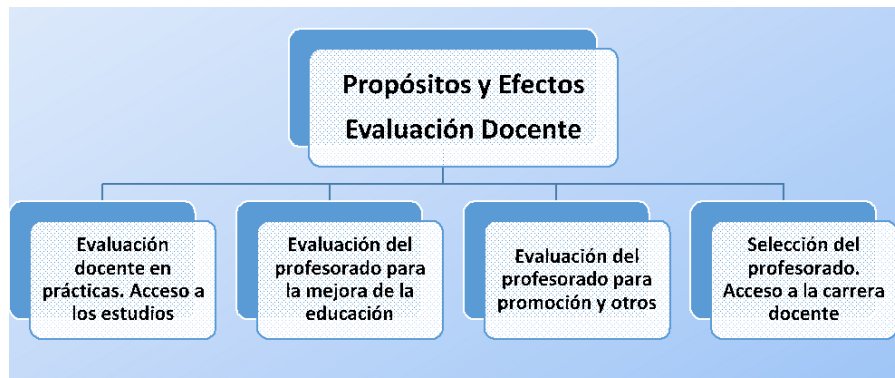 Propósitos y Efectos
Evaluación Docente
Evaluación
docente en
prácticas. Acceso a
los estudios
Evaluación del
profesorado para
la mejora de la
educación
Evaluación del
profesorado para
promoción y otros
Selección del
profesorado.
Acceso a la carrera
docente